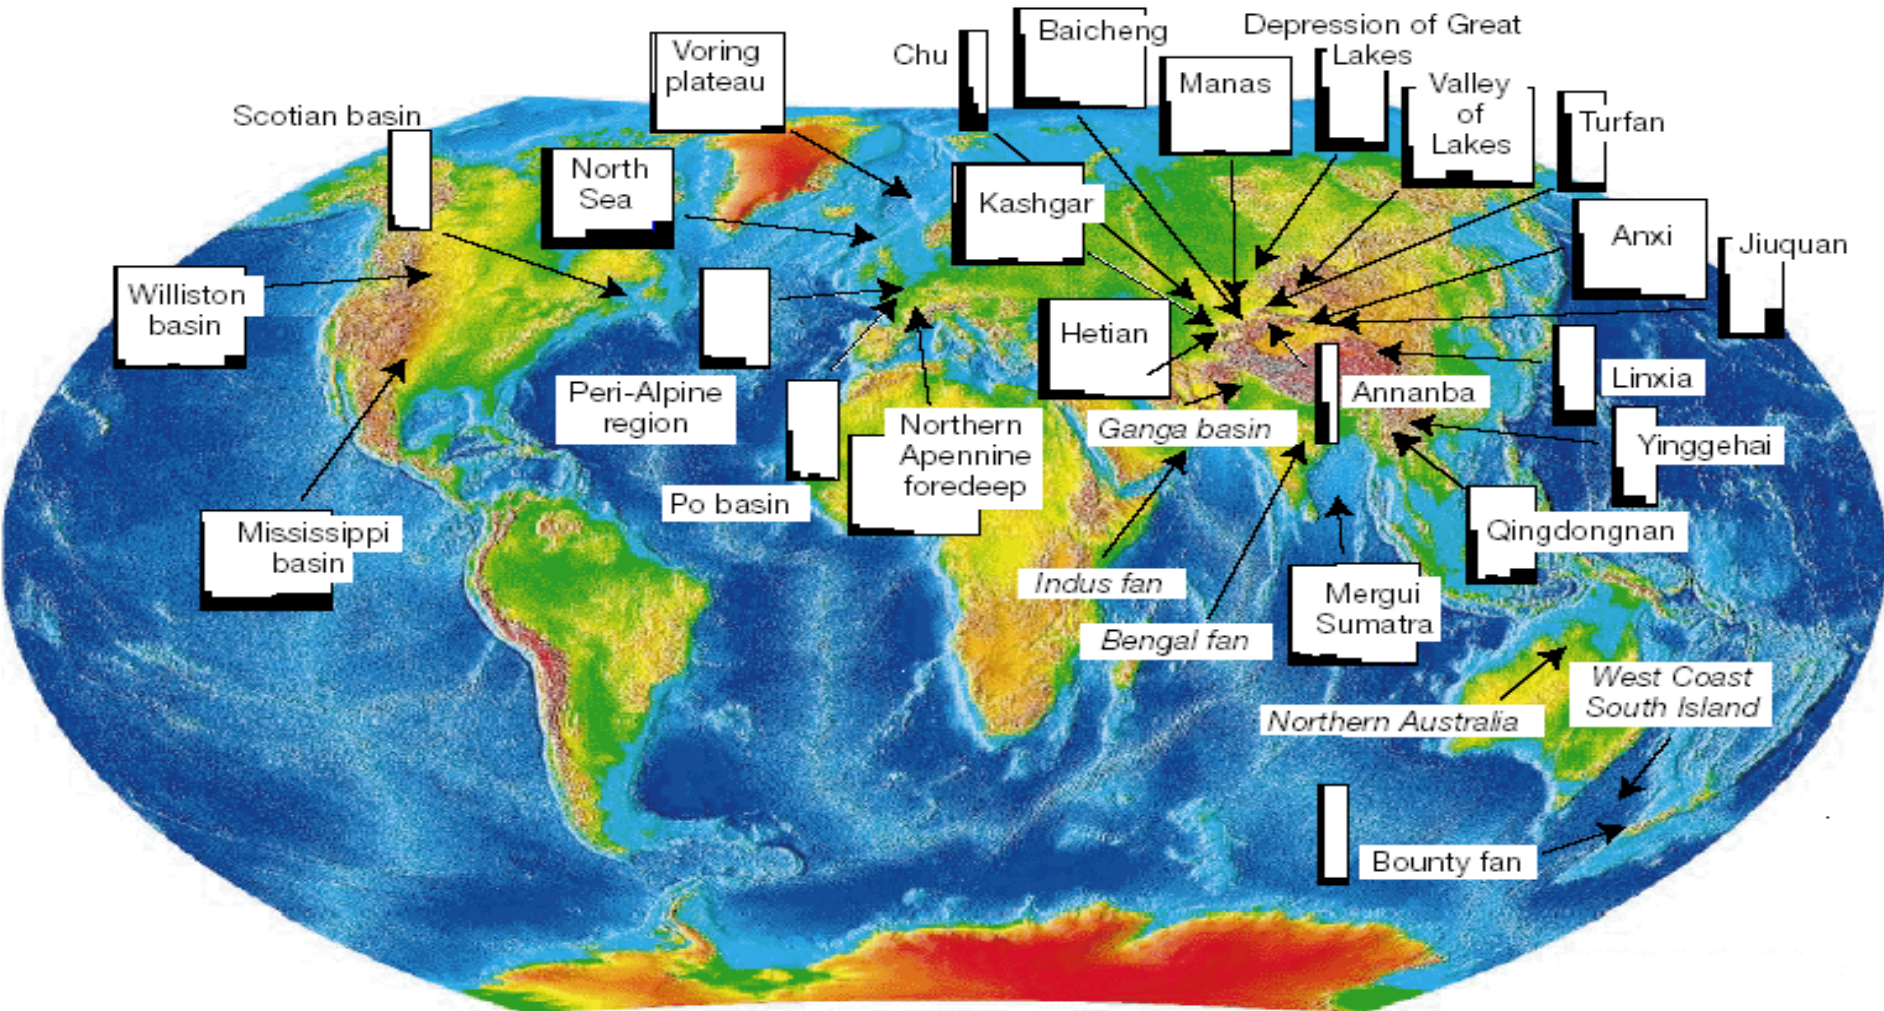 Depression of Great
Lakes
Baicheng
Chu
Voring
plateau
Manas
Valley
of
Lakes
Turfan
Scotian basin
North
Sea
Kashgar
Anxi
Jiuquan
Williston
basin
Hetian
Linxia
Peri-Alpine
region
Annanba
Northern
Apennine
foredeep
Ganga basin
Yinggehai
Po basin
Mississippi
basin
Qingdongnan
Indus fan
Mergui
Sumatra
Bengal fan
West Coast
South Island
Northern Australia
Bounty fan